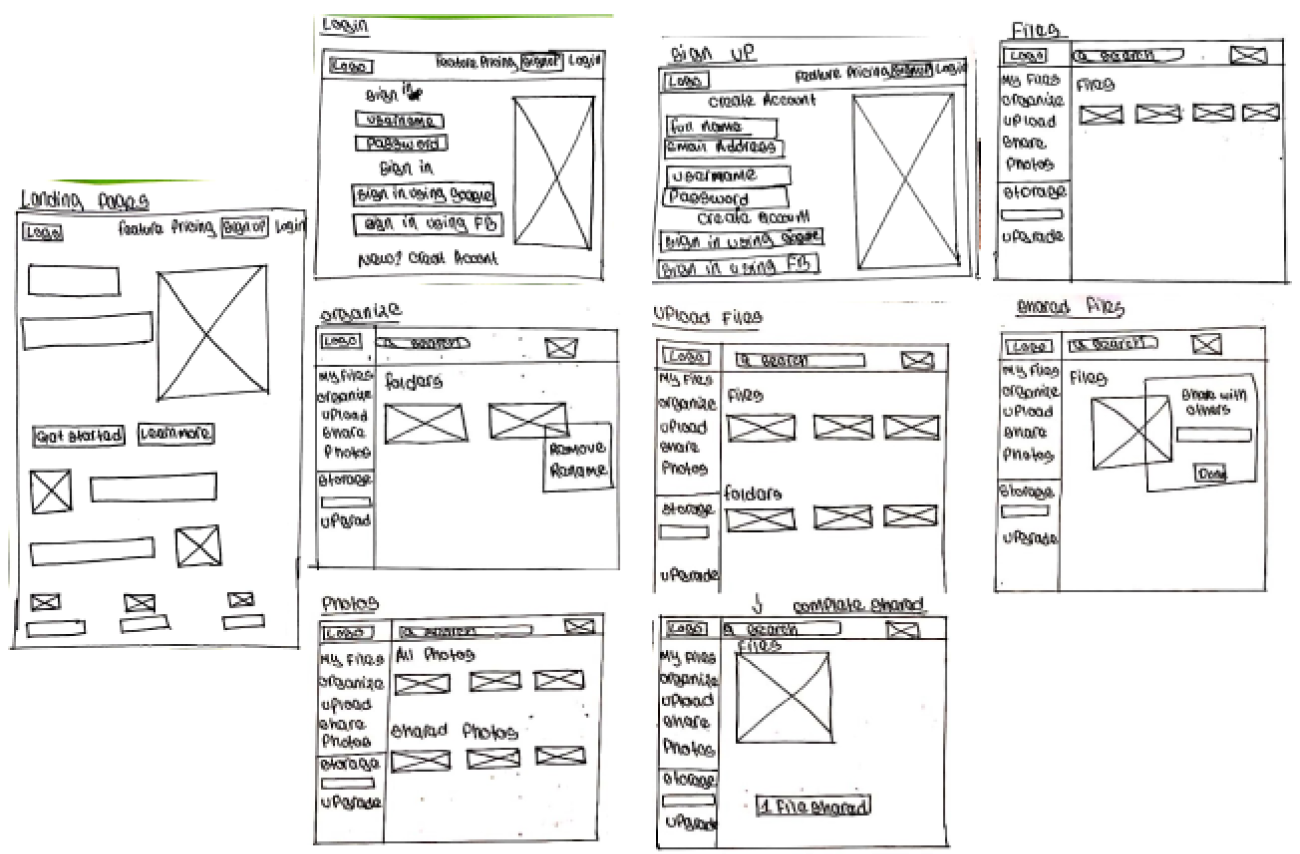 Landing Pages
Logo
Feature Pricing Signup Login
Get Started
Learn more
Login
Logo
Feature Pricing Signup Login
Sign in
username
Password
Sign in
Sign in using Google
Sign in using FB
New? Creat Account
Sign UP
Logo
Feature Pricing Signup Login
Create Account
full name
Email Address
username
Password
Create Account
Sign in using Google
Sign in using FB
Files
Logo
Search
My Files
organize
upload
Share
Photos
Storage
upgrade
Files
organize
Logo
Search
My Files
organize
upload
Share
Photos
Storage
upgrad
folders
Remove
Rename
Upload Files
Logo
Search
My Files
organize
upload
Share
Photos
Storage
upgrade
Files
folders
Shared Files
Logo
Search
My Files
organize
upload
Share
Photos
Storage
upgrade
Files
Share with
others
Done
Photos
Logo
Search
My Files
organize
upload
Share
Photos
Storage
upgrade
All Photos
Shared Photos
complete Shared
Logo
Search
My Files
organize
upload
Share
Photos
Storage
upgrade
Files
1 File Shared